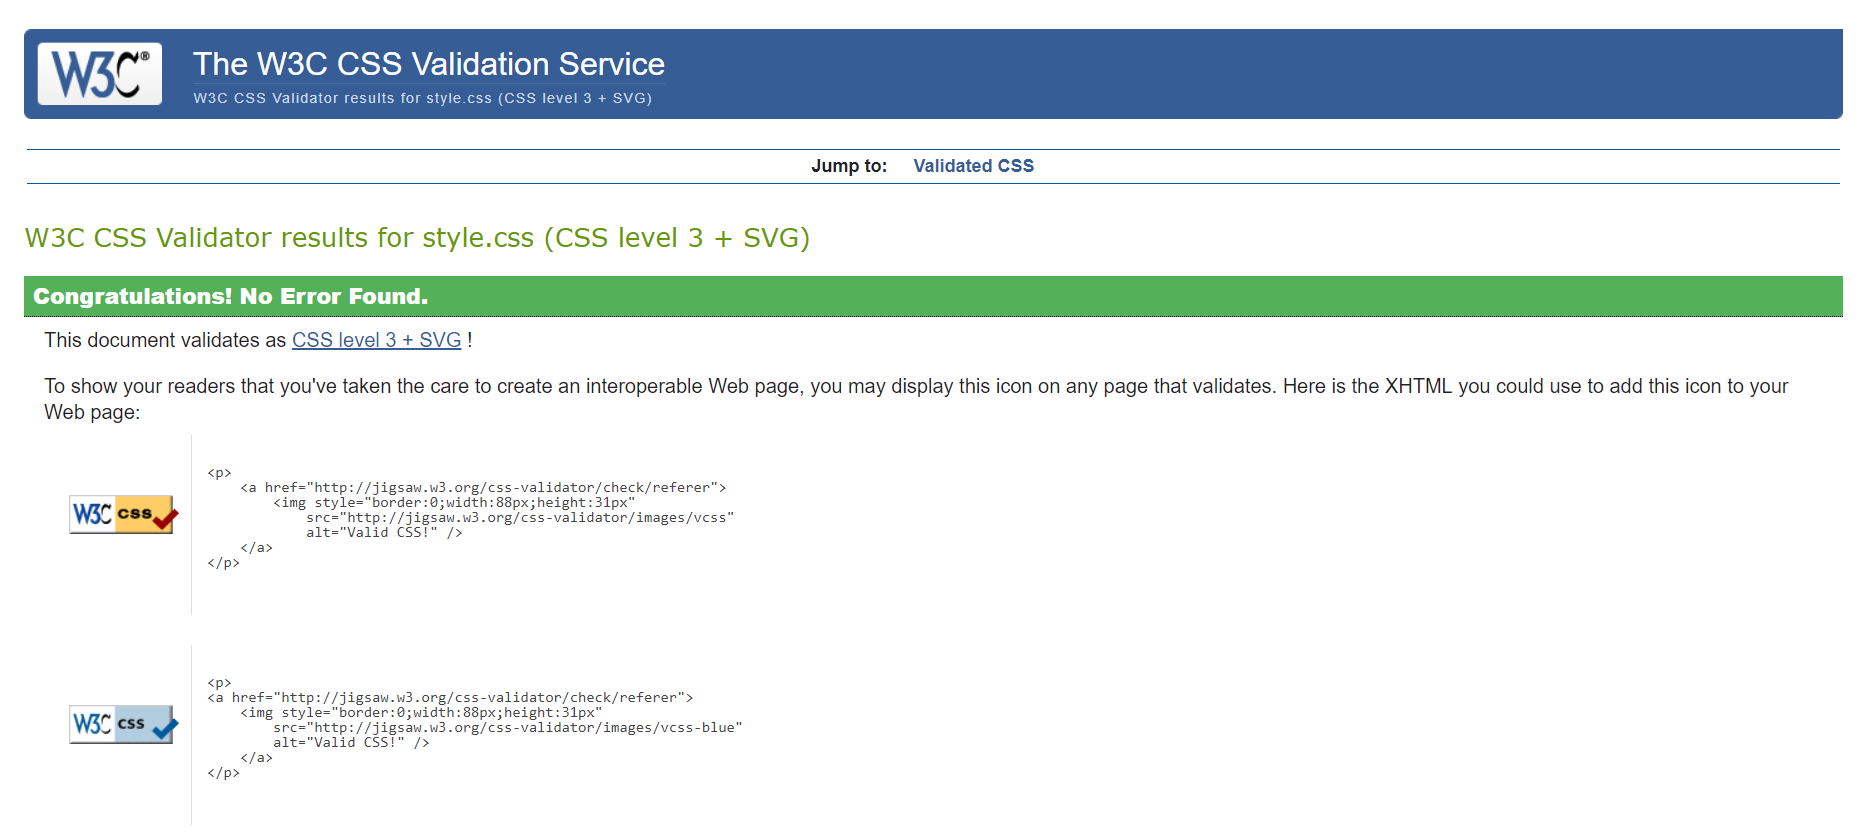 W3C®
The W3C CSS Validation Service
W3C CSS Validator results for style.css (CSS level 3 + SVG)
Jump to: Validated CSS
W3C CSS Validator results for style.css (CSS level 3 + SVG)
Congratulations! No Error Found.
This document validates as CSS level 3 + SVG !
To show your readers that you've taken the care to create an interoperable Web page, you may display this icon on any page that validates. Here is the XHTML you could use to add this icon to your
Web page:
W3C css
<p>
    <a href="http://jigsaw.w3.org/css-validator/check/referer">
        <img style="border:0;width:88px;height:31px"
            src="http://jigsaw.w3.org/css-validator/images/vcss"
            alt="Valid CSS!" />
    </a>
</p>
W3C css
<p>
<a href="http://jigsaw.w3.org/css-validator/check/referer">
    <img style="border:0;width:88px;height:31px"
        src="http://jigsaw.w3.org/css-validator/images/vcss-blue"
        alt="Valid CSS!" />
    </a>
</p>